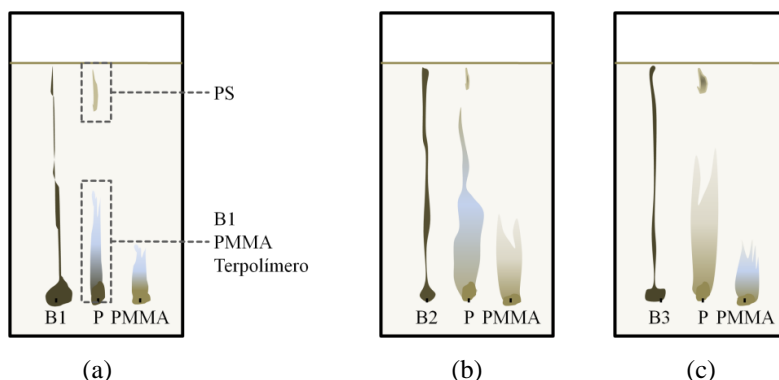 PS
B1
PMMA
Terpolímero
B1 P PMMA
B2 P PMMA
B3 P PMMA
(a)
(b)
(c)